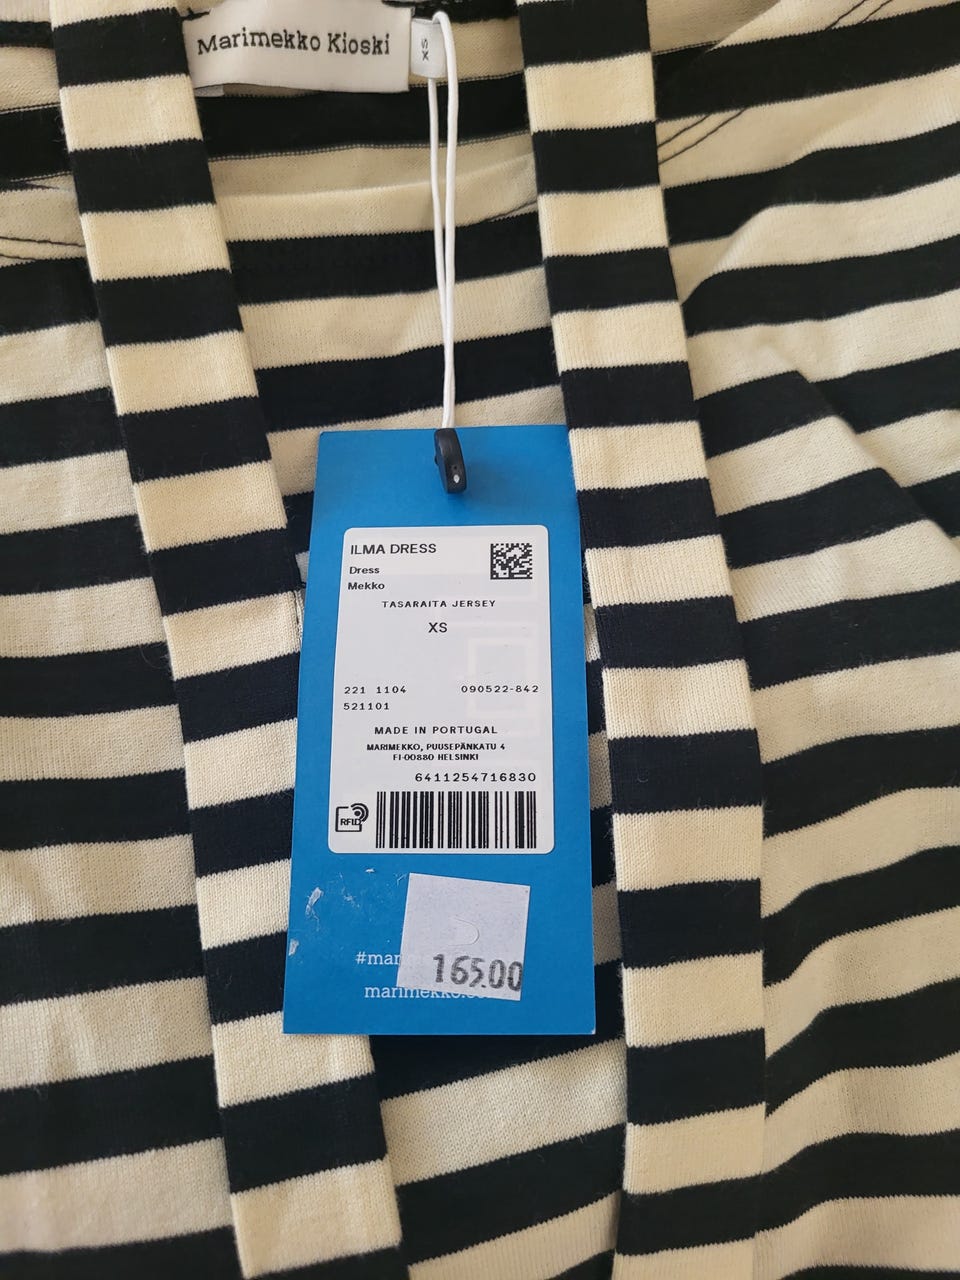 Marimekko Kioski
XS
ILMA DRESS
Dress
Mekko
TASARAITA JERSEY
XS
221 1104
090522-842
521101
MADE IN PORTUGAL
MARIMEKKO, PUUSEPÄNKATU 4
FI-00880 HELSINKI
6411254716830
RFID
165.00